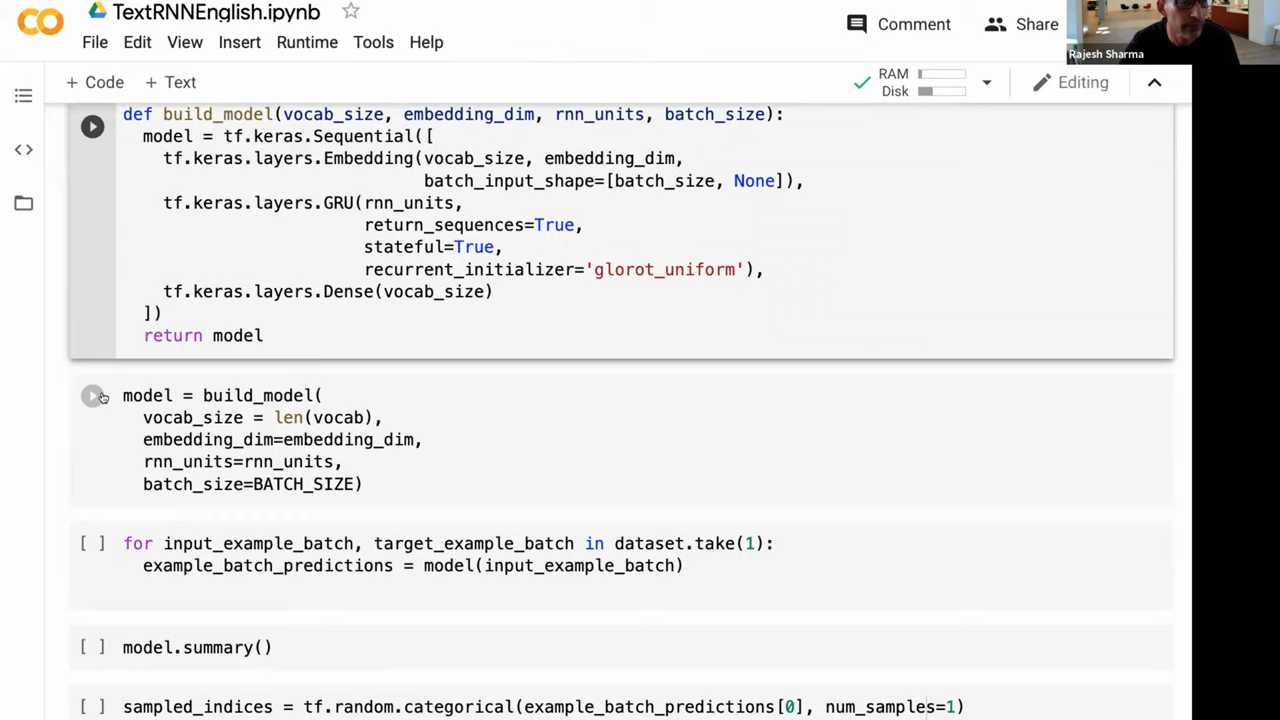 TextRNNEnglish.ipynb
Comment
Share
Rajesh Sharma
File Edit View Insert Runtime Tools Help
+ Code + Text
RAM
Disk
Editing
def build_model(vocab_size, embedding_dim, rnn_units, batch_size):
model = tf.keras.Sequential([
tf.keras.layers.Embedding(vocab_size, embedding_dim,
batch_input_shape=[batch_size, None]),
tf.keras.layers.GRU(rnn_units,
return_sequences=True,
stateful=True,
recurrent_initializer='glorot_uniform'),
tf.keras.layers.Dense(vocab_size)
])
return model
model = build_model(
vocab_size = len(vocab),
embedding_dim=embedding_dim,
rnn_units=rnn_units,
batch_size=BATCH_SIZE)
[ ] for input_example_batch, target_example_batch in dataset.take(1):
example_batch_predictions = model(input_example_batch)
[ ] model.summary()
[ ] sampled_indices = tf.random.categorical(example_batch_predictions[0], num_samples=1)